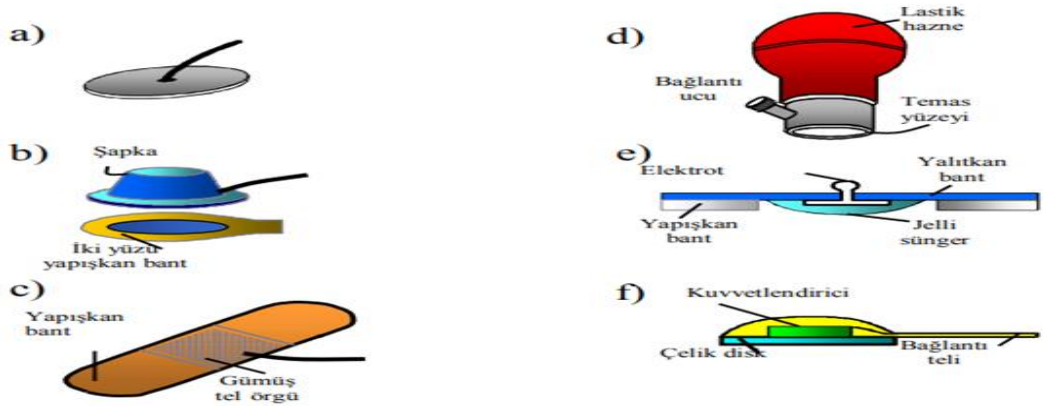 a)
b)
Şapka
İki yüzü
yapışkan bant
c)
Yapışkan
bant
Gümüş
tel örgü
d)
Lastik
hazne
Bağlantı
ucu
Temas
yüzeyi
e)
Elektrot
Yalıtkan
bant
Yapışkan
bant
Jelli
sünger
f)
Kuvvetlendirici
Çelik disk
Bağlantı
teli